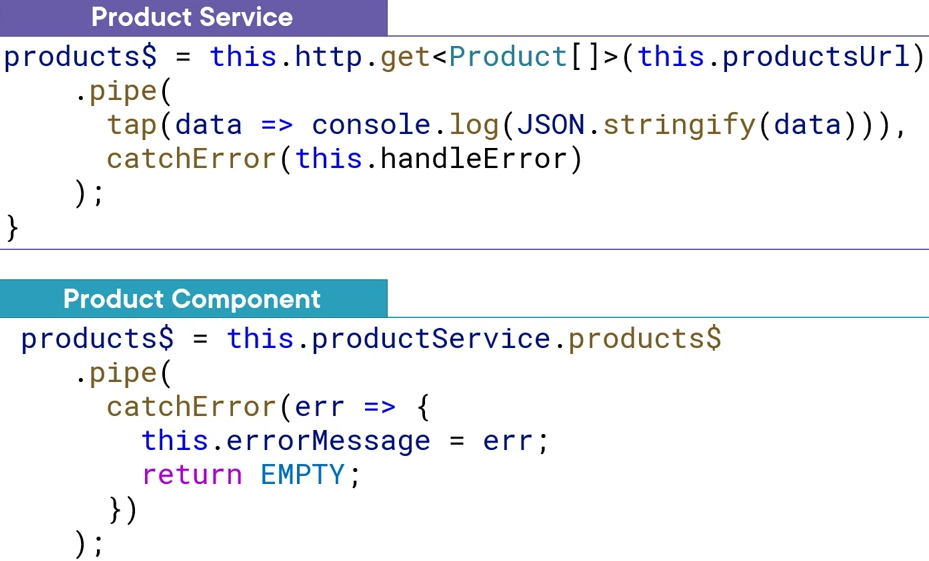 Product Service
products$ = this.http.get<Product[]>(this.productsUrl)
.pipe(
tap(data => console.log(JSON.stringify(data))),
catchError(this.handleError)
);
}
Product Component
products$ = this.productService.products$
.pipe(
catchError(err => {
this.errorMessage = err;
return EMPTY;
})
);